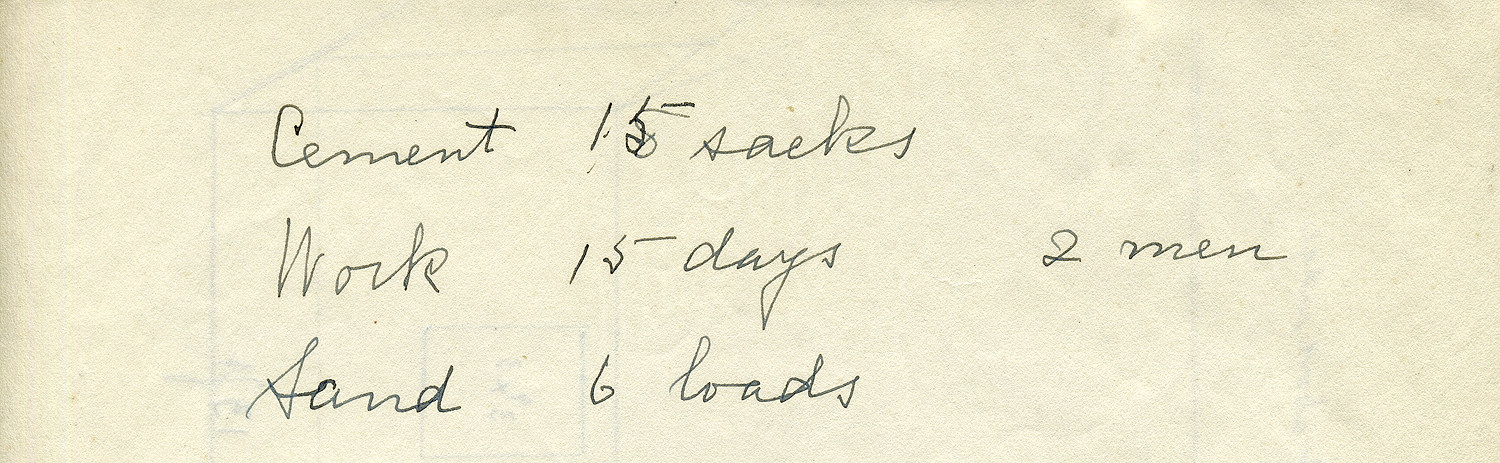 Cement 15 sacks
Work 15 days 2 men
Sand 6 loads